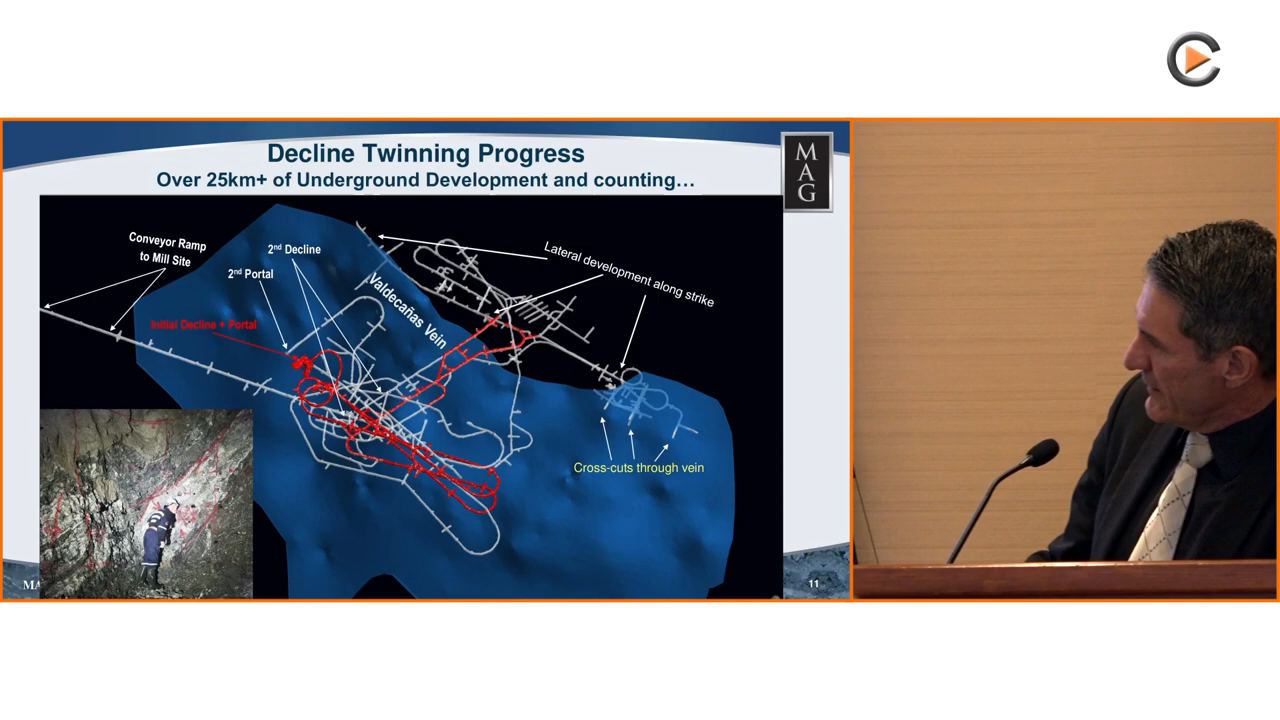 Decline Twinning Progress
Over 25km+ of Underground Development and counting…
M
A
G
Conveyor Ramp
to Mill Site
2nd Decline
2nd Portal
Initial Decline + Portal
Valdecañas Vein
Lateral development along strike
Cross-cuts through vein
MA
11